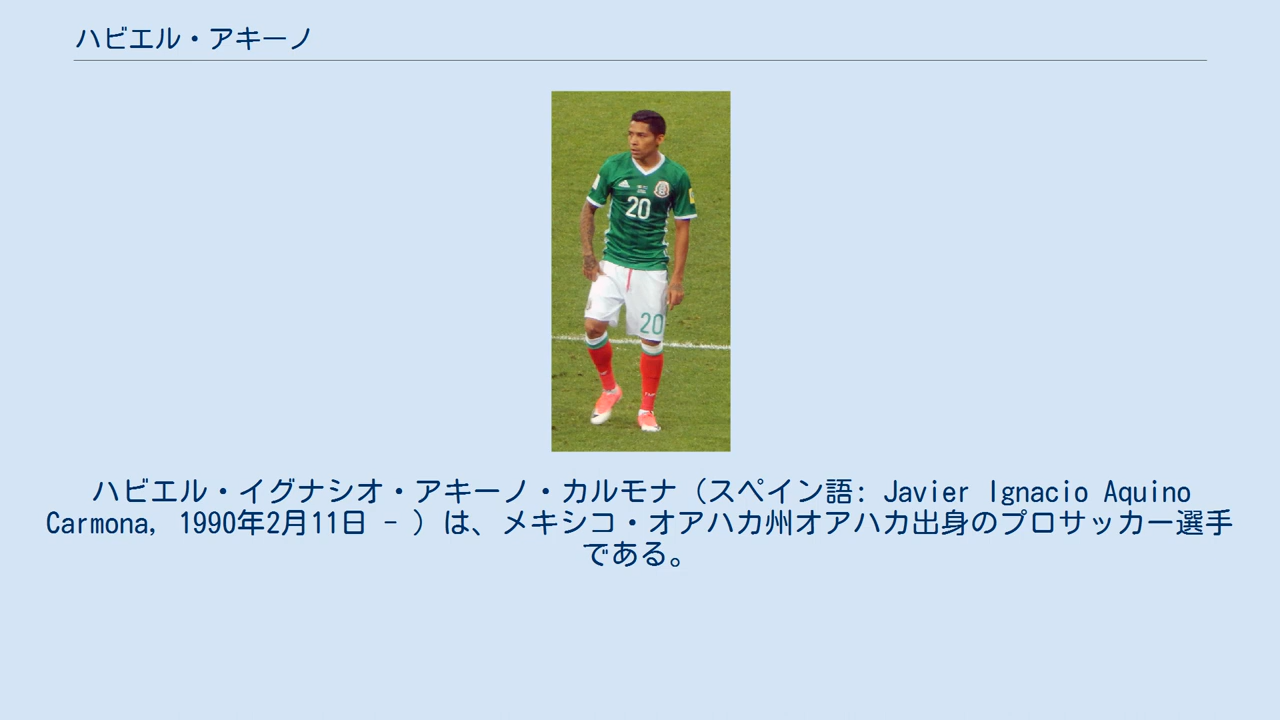 ハビエル・アキーノ
20
20
ハビエル・イグナシオ・アキーノ・カルモナ（スペイン語: Javier Ignacio Aquino
Carmona, 1990年2月11日 - ）は、メキシコ・オアハカ州オアハカ出身のプロサッカー選手
である。